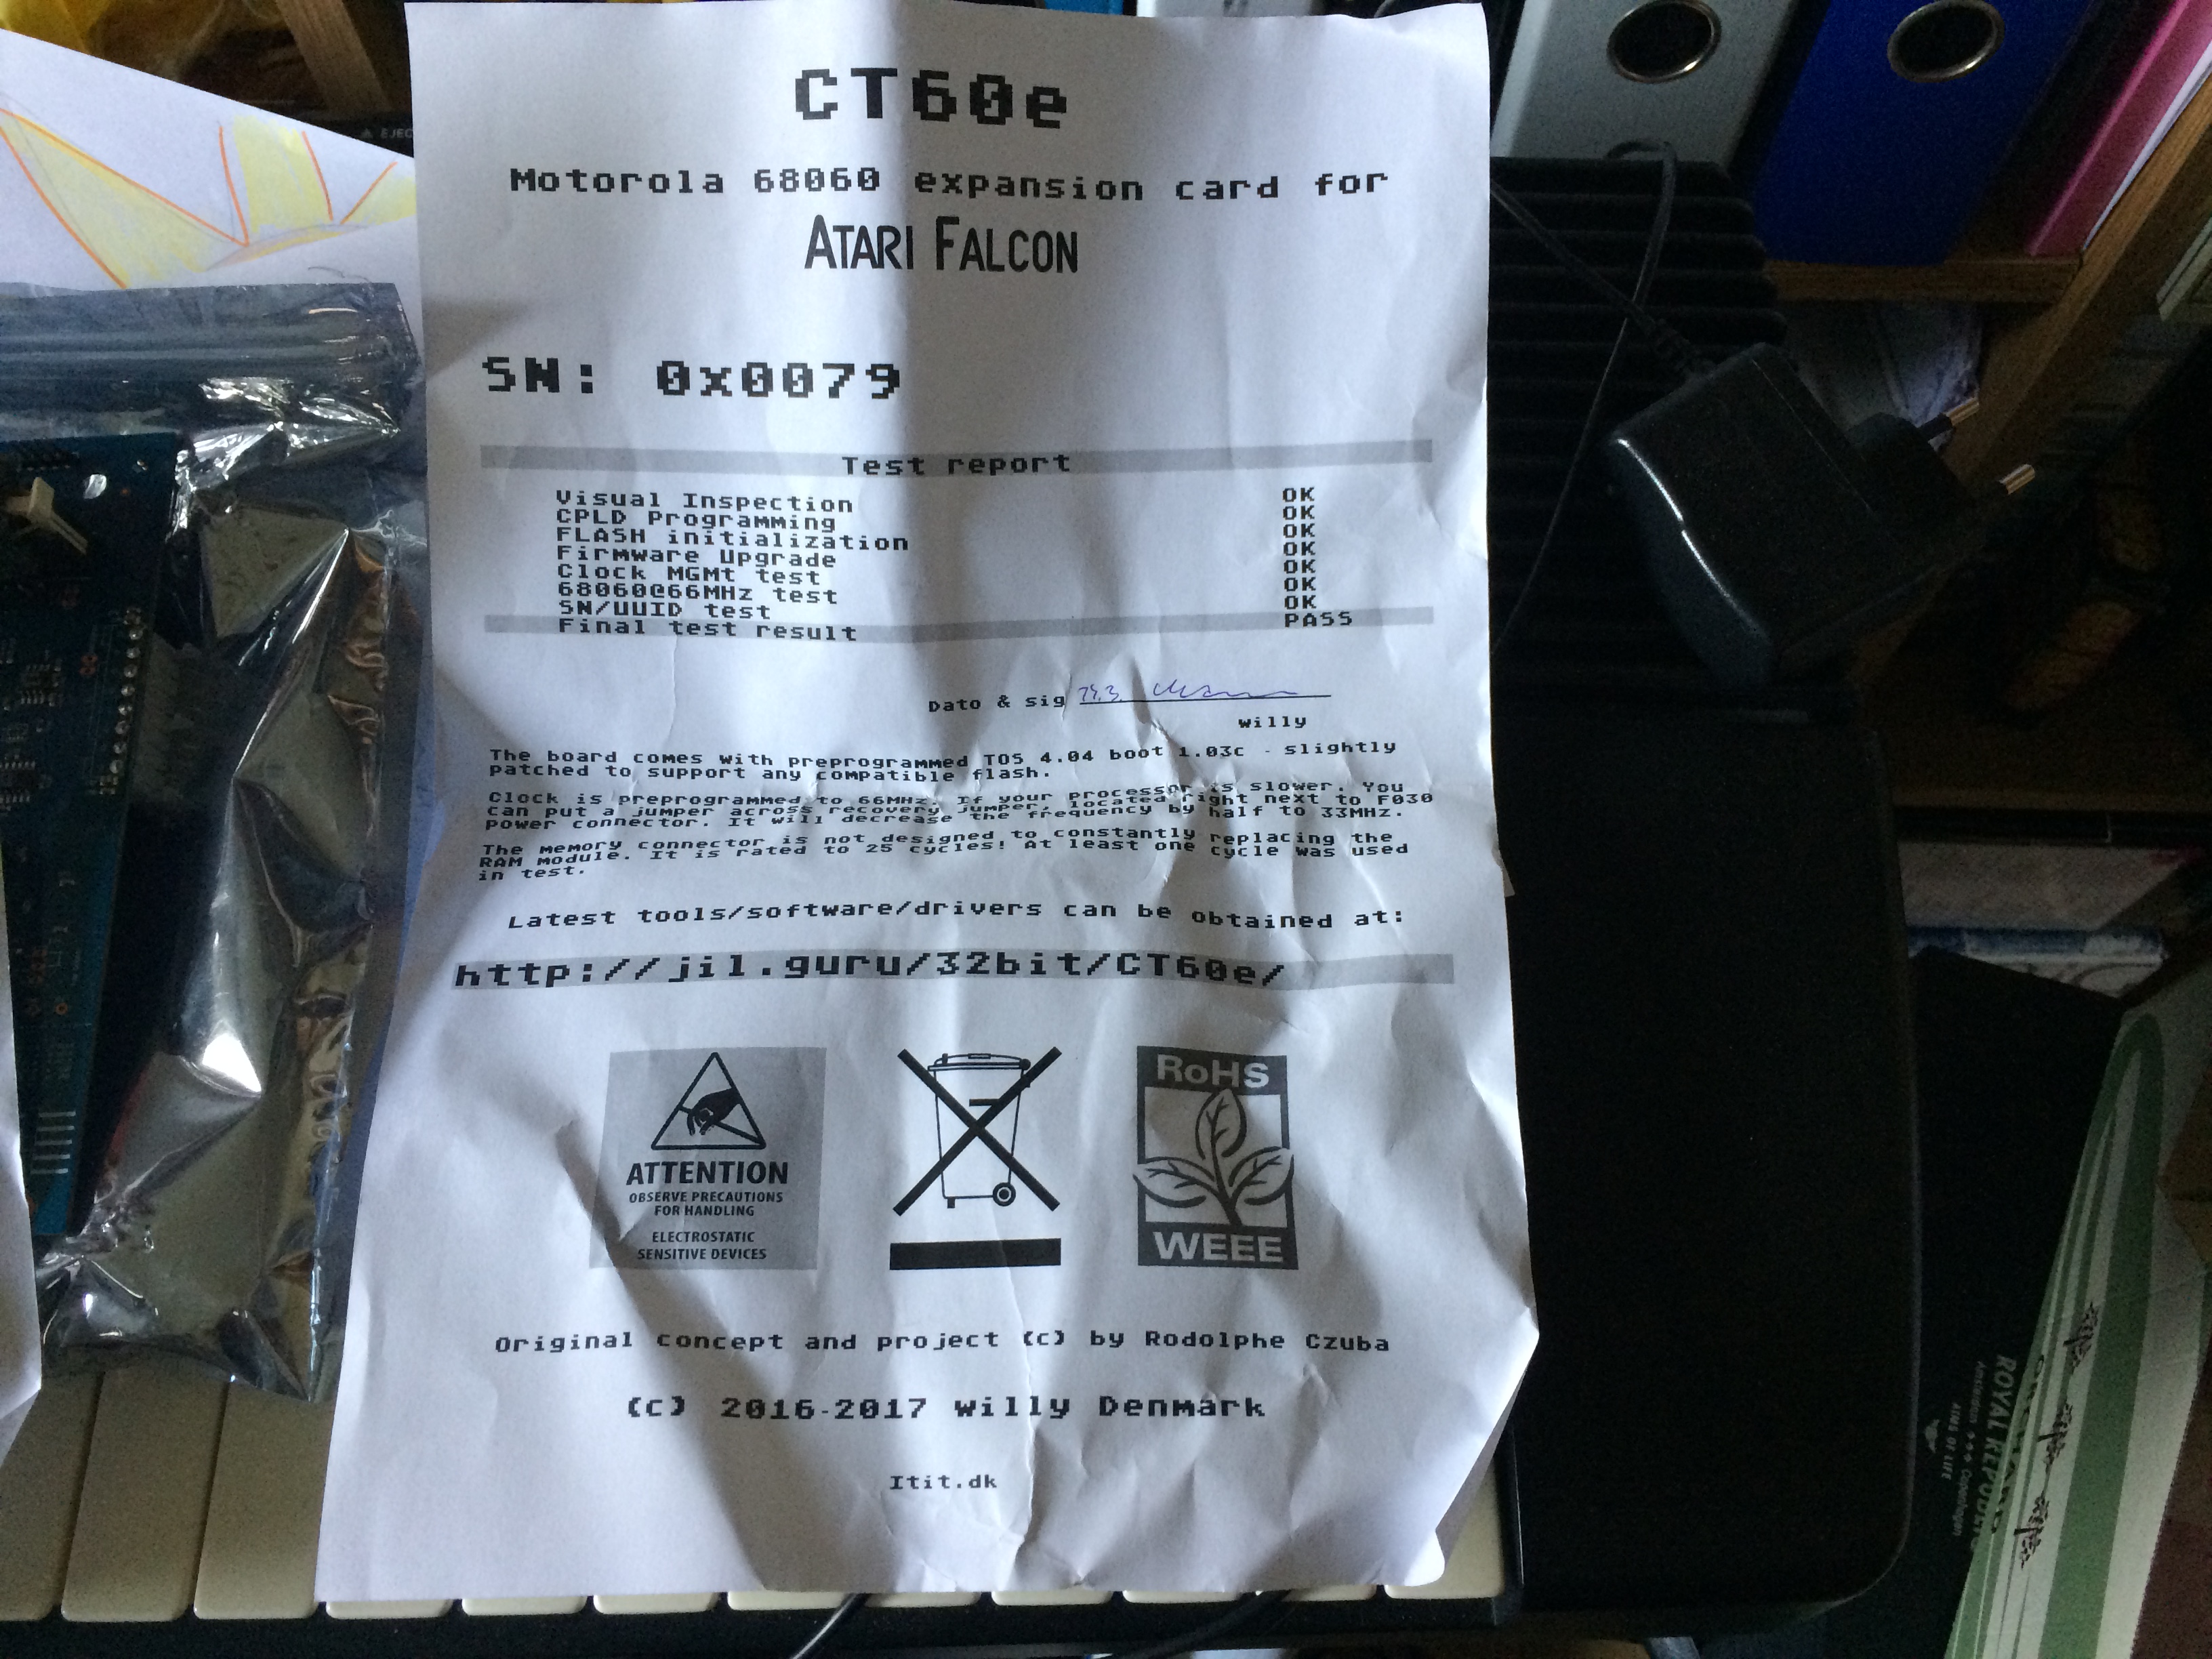 EJEC
CT60e
Motorola 68060 expansion card for
ATARI FALCON
SN: 0x0079
Test report
Visual Inspection OK
CPLD Programming OK
FLASH initialization OK
Firmware Upgrade OK
Clock MGMt test OK
68060@66MHz test OK
SN/UUID test OK
Final test result PASS
Dato & sig
Willy
The board comes with preprogrammed TOS 4.04 boot 1.03c - slightly
patched to support any compatible flash.
Clock is preprogrammed to 66MHz. If your processor is slower. You
can put a jumper across recovery jumper, located right next to F030
power connector. It will decrease the frequency by half to 33MHz.
The memory connector is not designed to constantly replacing the
RAM module. It is rated to 25 cycles! At least one cycle was used
in test.
Latest tools/software/drivers can be obtained at:
http://jil.guru/32bit/CT60e/
ATTENTION
OBSERVE PRECAUTIONS
FOR HANDLING
ELECTROSTATIC
SENSITIVE DEVICES
RoHS
WEEE
Original concept and project (c) by Rodolphe Czuba
(c) 2016-2017 Willy Denmark
Itit.dk
ROYAL
Copenhagen